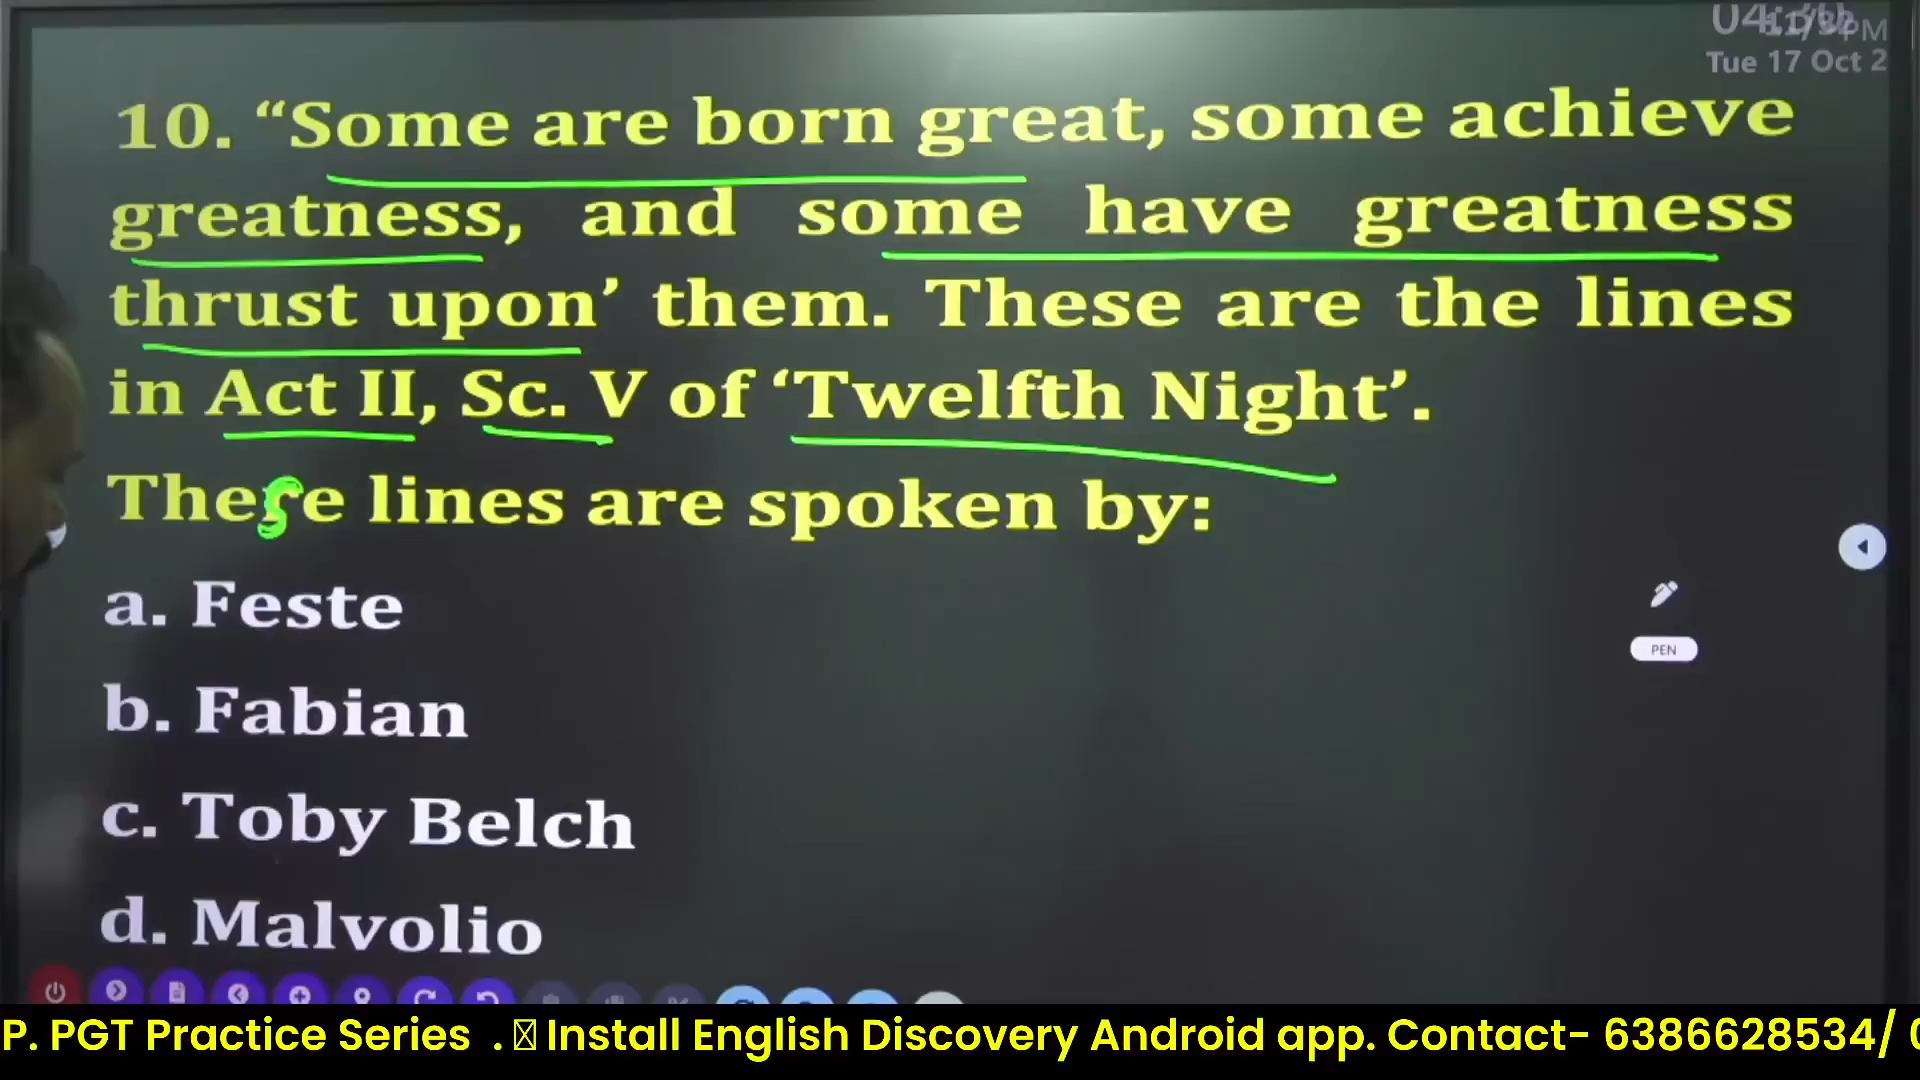 PM
Tue 17 Oct 2
10. “Some are born great, some achieve
greatness, and some have greatness
thrust upon’ them. These are the lines
in Act II, Sc. V of ‘Twelfth Night’.
These lines are spoken by:
a. Feste
PEN
b. Fabian
c. Toby Belch
d. Malvolio
P. PGT Practice Series . Install English Discovery Android app. Contact- 6386628534/